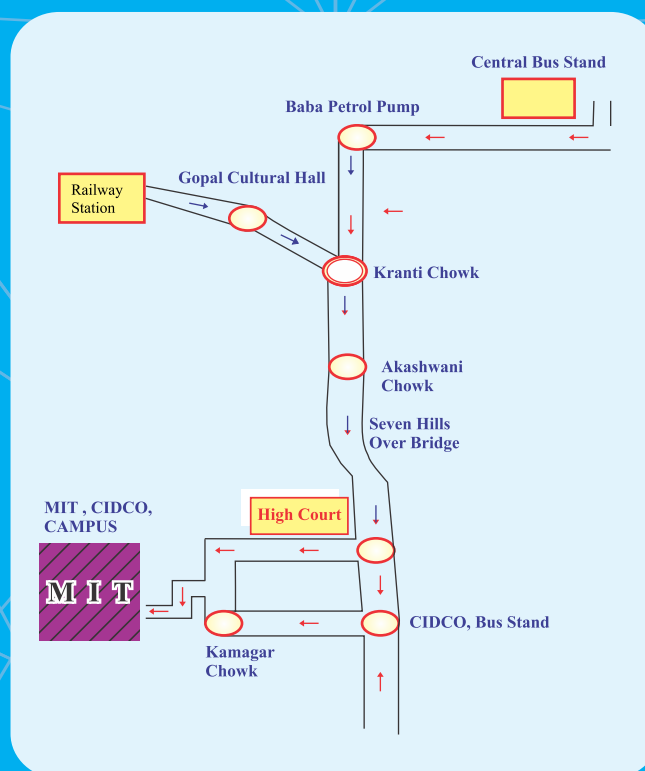 Central Bus Stand
Baba Petrol Pump
Gopal Cultural Hall
Railway
Station
Kranti Chowk
Akashwani
Chowk
Seven Hills
Over Bridge
High Court
MIT , CIDCO,
CAMPUS
M I T
CIDCO, Bus Stand
Kamagar
Chowk